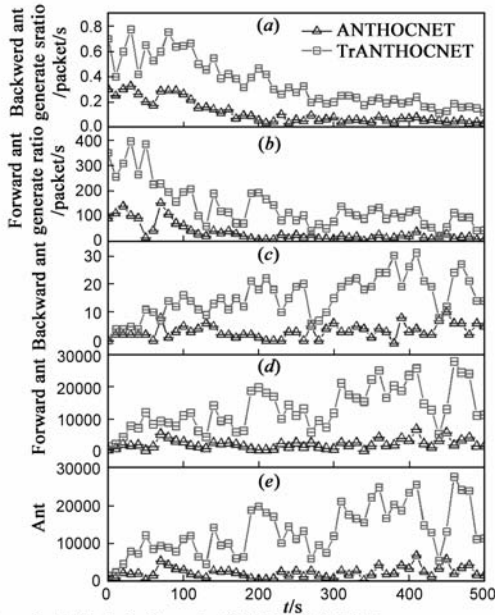 Backwerd ant
generate sratio
/packet/s
0.8
0.6
0.4
0.2
0.0
(a)
ANTHOCNET
TrANTHOCNET
Forward ant
generate ratio
/packet/s
400
300
200
100
0
(b)
Backward ant
30
20
10
0
(c)
Forward ant
30000
20000
10000
0
(d)
Ant
30000
20000
10000
0
(e)
0 100 200 300 400 500
t/s